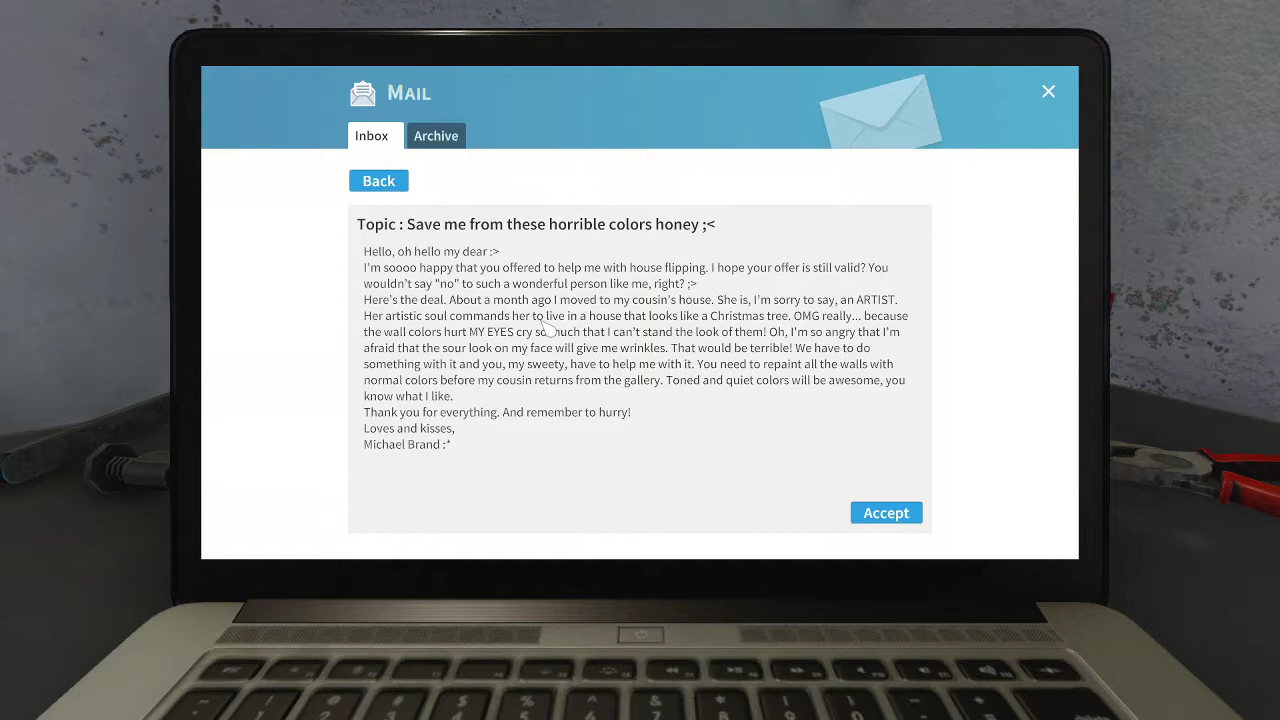 MAIL
Inbox Archive
Back
Topic : Save me from these horrible colors honey ;<
Hello, oh hello my dear :>
I'm soooo happy that you offered to help me with house flipping. I hope your offer is still valid? You
wouldn't say "no" to such a wonderful person like me, right? ;>
Here's the deal. About a month ago I moved to my cousin's house. She is, I'm sorry to say, an ARTIST.
Her artistic soul commands her to live in a house that looks like a Christmas tree. OMG really... because
the wall colors hurt MY EYES cry so much that I can't stand the look of them! Oh, I'm so angry that I'm
afraid that the sour look on my face will give me wrinkles. That would be terrible! We have to do
something with it and you, my sweety, have to help me with it. You need to repaint all the walls with
normal colors before my cousin returns from the gallery. Toned and quiet colors will be awesome, you
know what I like.
Thank you for everything. And remember to hurry!
Loves and kisses,
Michael Brand :*
Accept